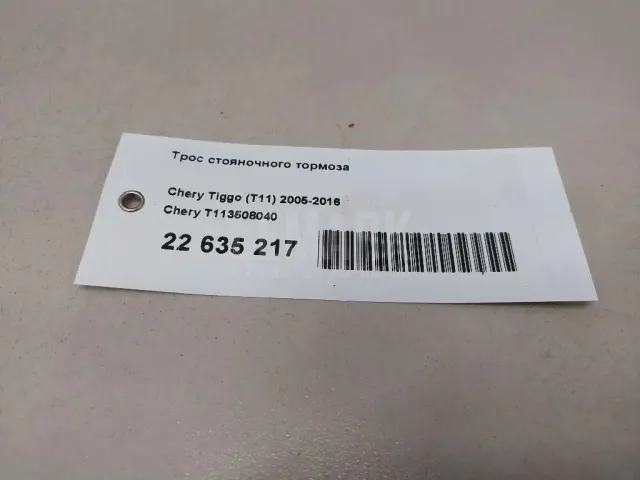 Трос стояночного тормоза
Chery Tiggo (T11) 2005-2016
Chery T113508040
22 635 217